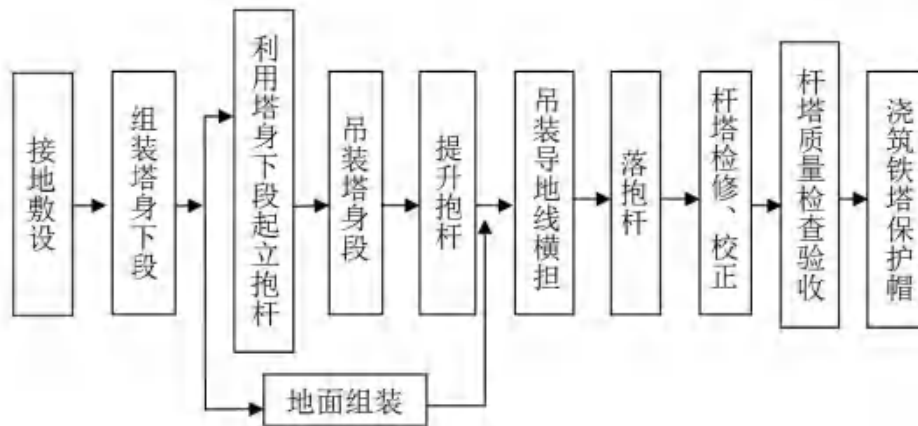 接地敷设
组装塔身下段
利用塔身下段起立抱杆
吊装塔身段
提升抱杆
吊装导地线横担
落抱杆
杆塔检修、校正
杆塔质量检查验收
浇筑铁塔保护帽
地面组装